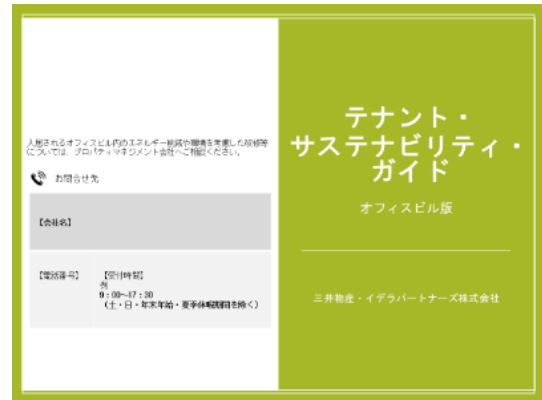 入居されるオフィスビル内のエネルギー削減や環境を考慮した改修等
については、プロパティマネジメント会社へご相談ください。
お問合せ先
【会社名】
【電話番号】
【受付時間】
例
9：00～17：30
（土・日・年末年始・夏季休暇期間を除く）
テナント・
サステナビリティ・
ガイド
オフィスビル版
三井物産・イデラパートナーズ株式会社